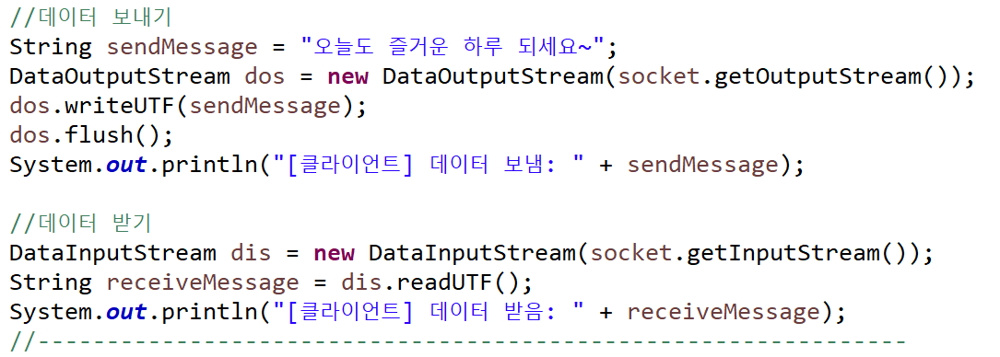 //데이터 보내기
String sendMessage = "오늘도 즐거운 하루 되세요~";
DataOutputStream dos = new DataOutputStream(socket.getOutputStream());
dos.writeUTF(sendMessage);
dos.flush();
System.out.println("[클라이언트] 데이터 보냄: " + sendMessage);
//데이터 받기
DataInputStream dis = new DataInputStream(socket.getInputStream());
String receiveMessage = dis.readUTF();
System.out.println("[클라이언트] 데이터 받음: " + receiveMessage);
//---------------------------------------------------------------